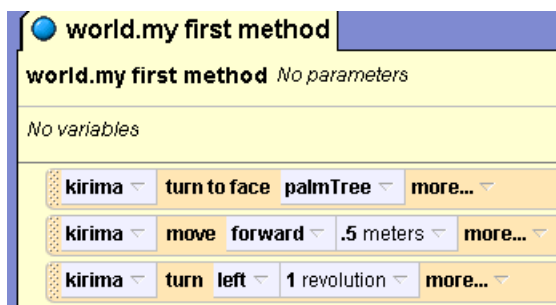 world.my first method
world.my first method No parameters
No variables
kirima turn to face palmTree more...
kirima move forward .5 meters more...
kirima turn left 1 revolution more...